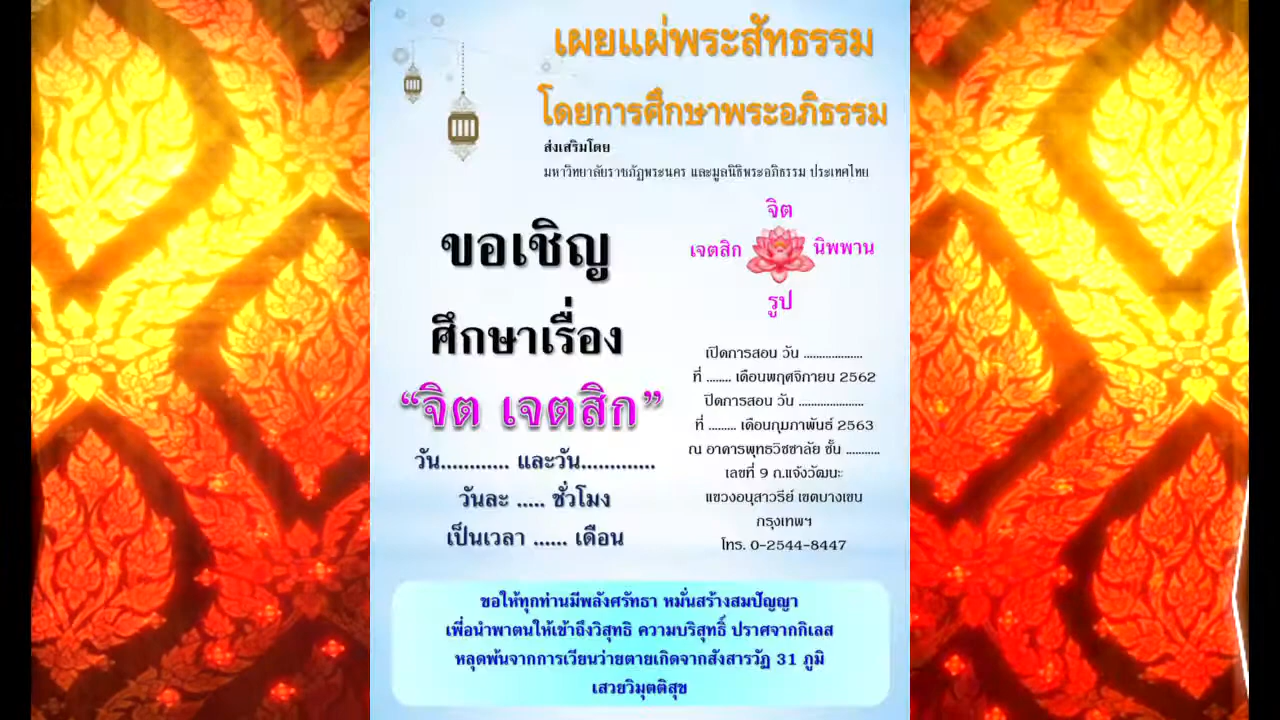 เผยแผ่พระสัทธรรม
โดยการศึกษาพระอภิธรรม
ส่งเสริมโดย
มหาวิทยาลัยราชภัฏพระนคร และมูลนิธิพระอภิธรรม ประเทศไทย
ขอเชิญ
ศึกษาเรื่อง
“จิต เจตสิก”
วัน............ และวัน.............
วันละ ..... ชั่วโมง
เป็นเวลา ...... เดือน
จิต
เจตสิก นิพพาน
รูป
เปิดการสอน วัน ...................
ที่ ........ เดือนพฤศจิกายน 2562
ปิดการสอน วัน .....................
ที่ ......... เดือนกุมภาพันธ์ 2563
ณ อาคารพุทธวิชชาลัย ชั้น ...........
เลขที่ 9 ถ.แจ้งวัฒนะ
แขวงอนุสาวรีย์ เขตบางเขน
กรุงเทพฯ
โทร. 0-2544-8447
ขอให้ทุกท่านมีพลังศรัทธา หมั่นสร้างสมปัญญา
เพื่อนำพาตนให้เข้าถึงวิสุทธิ ความบริสุทธิ์ ปราศจากกิเลส
หลุดพ้นจากการเวียนว่ายตายเกิดจากสังสารวัฏ 31 ภูมิ
เสวยวิมุตติสุข